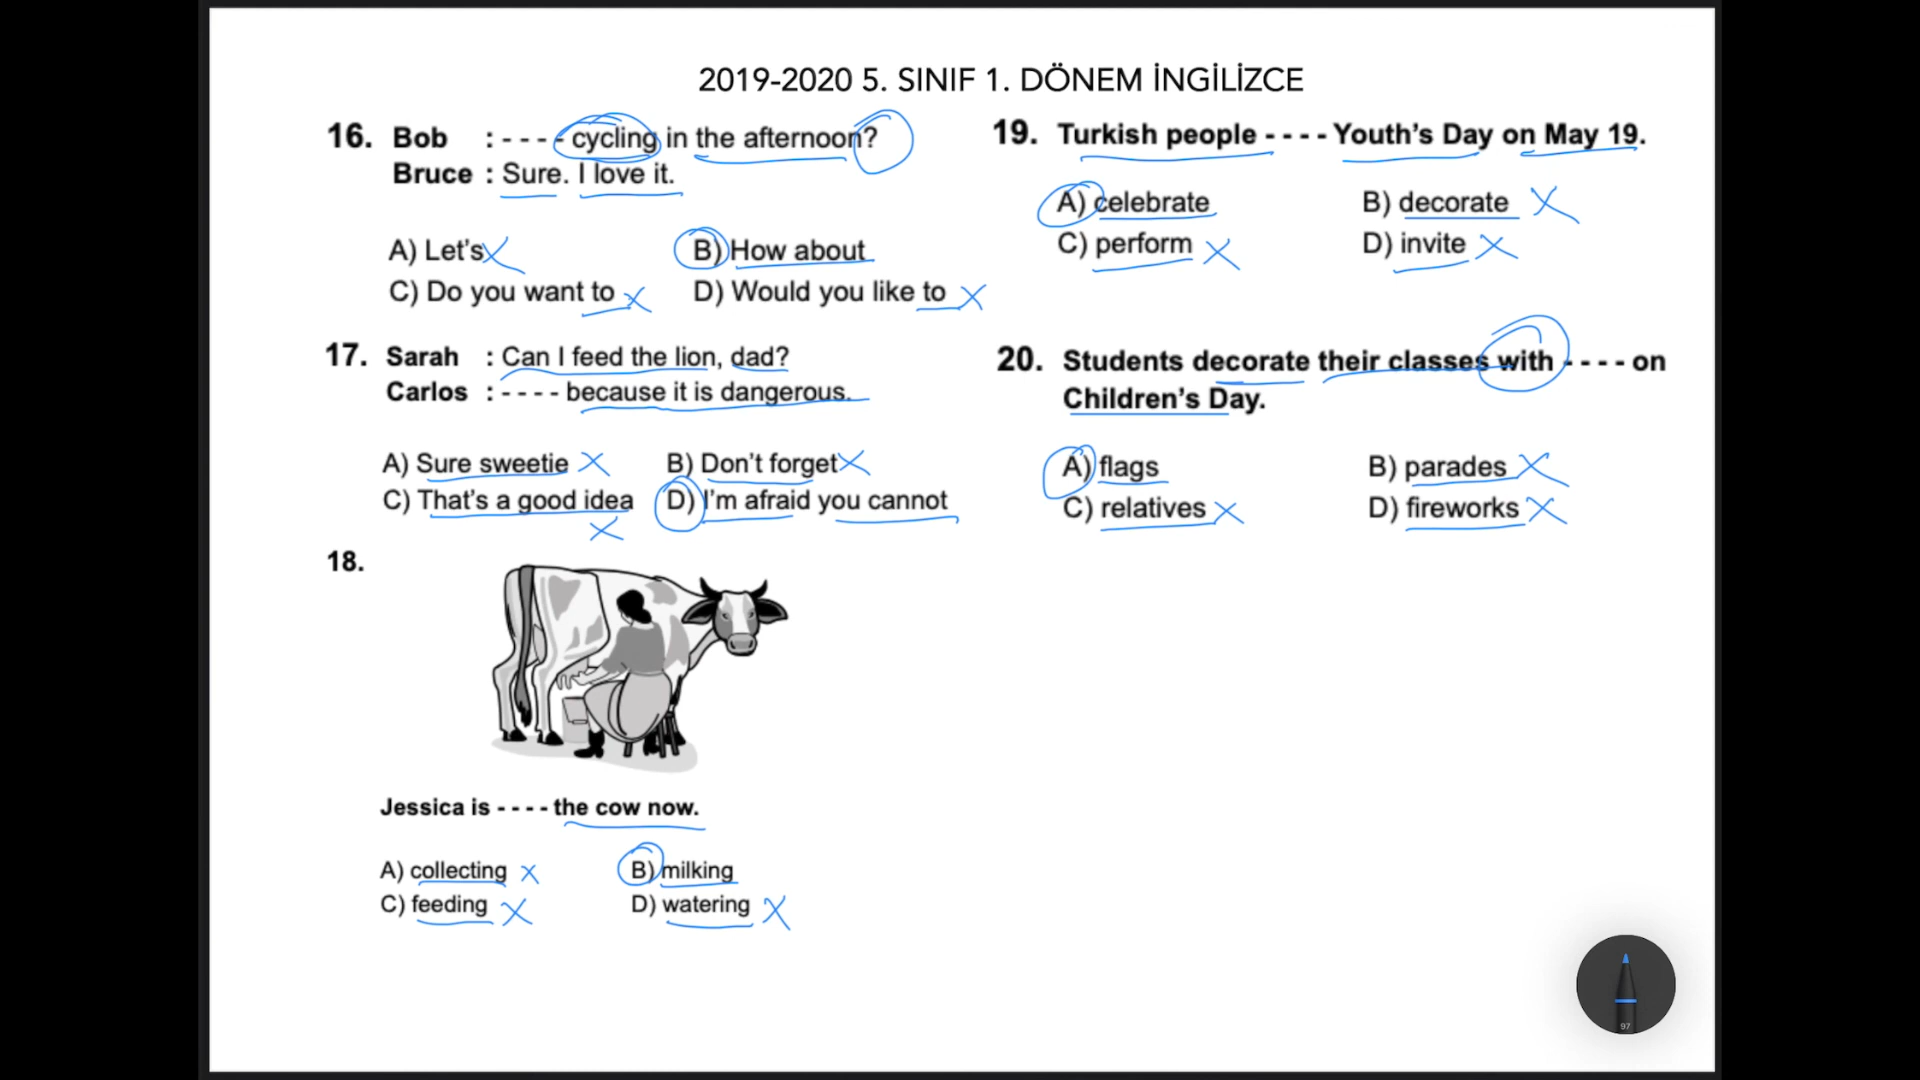 2019-2020 5. SINIF 1. DÖNEM İNGİLİZCE
16. Bob : - - - - cycling in the afternoon?
Bruce : Sure. I love it.
A) Let's B) How about
C) Do you want to D) Would you like to
17. Sarah : Can I feed the lion, dad?
Carlos : - - - - because it is dangerous.
A) Sure sweetie B) Don't forget
C) That's a good idea D) I'm afraid you cannot
18.
Jessica is - - - - the cow now.
A) collecting B) milking
C) feeding D) watering
19. Turkish people - - - - Youth's Day on May 19.
A) celebrate B) decorate
C) perform D) invite
20. Students decorate their classes with - - - - on
Children's Day.
A) flags B) parades
C) relatives D) fireworks
97